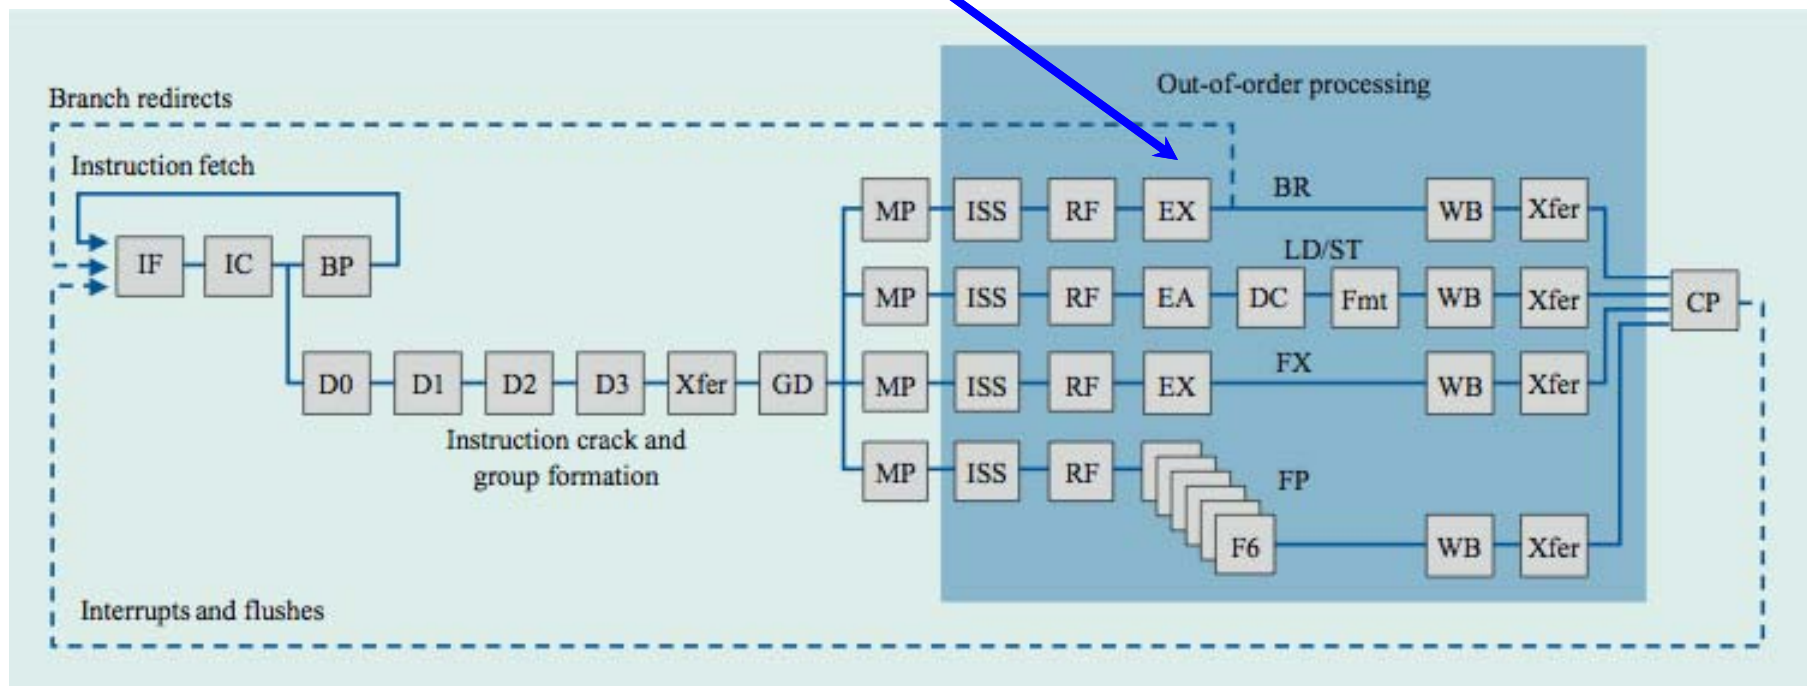 Out-of-order processing
Branch redirects
Instruction fetch
IF IC BP
MP ISS RF EX BR WB Xfer
MP ISS RF EA DC Fmt LD/ST WB Xfer
CP
D0 D1 D2 D3 Xfer GD
MP ISS RF EX FX WB Xfer
Instruction crack and
group formation
MP ISS RF FP
F6 WB Xfer
Interrupts and flushes